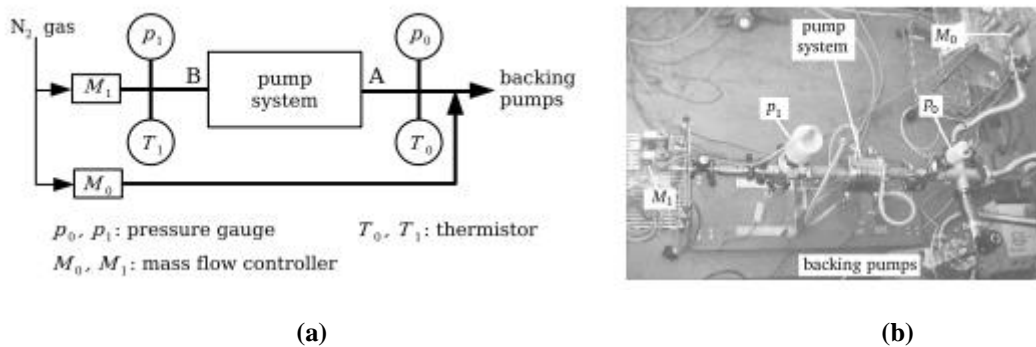 N₂ gas
p₁
p₀
B
A
pump
system
backing
pumps
M₁
T₁
T₀
M₀
p₀, p₁: pressure gauge
T₀, T₁: thermistor
M₀, M₁: mass flow controller
(a)
pump
system
M₀
p₁
P₀
M₁
backing pumps
(b)